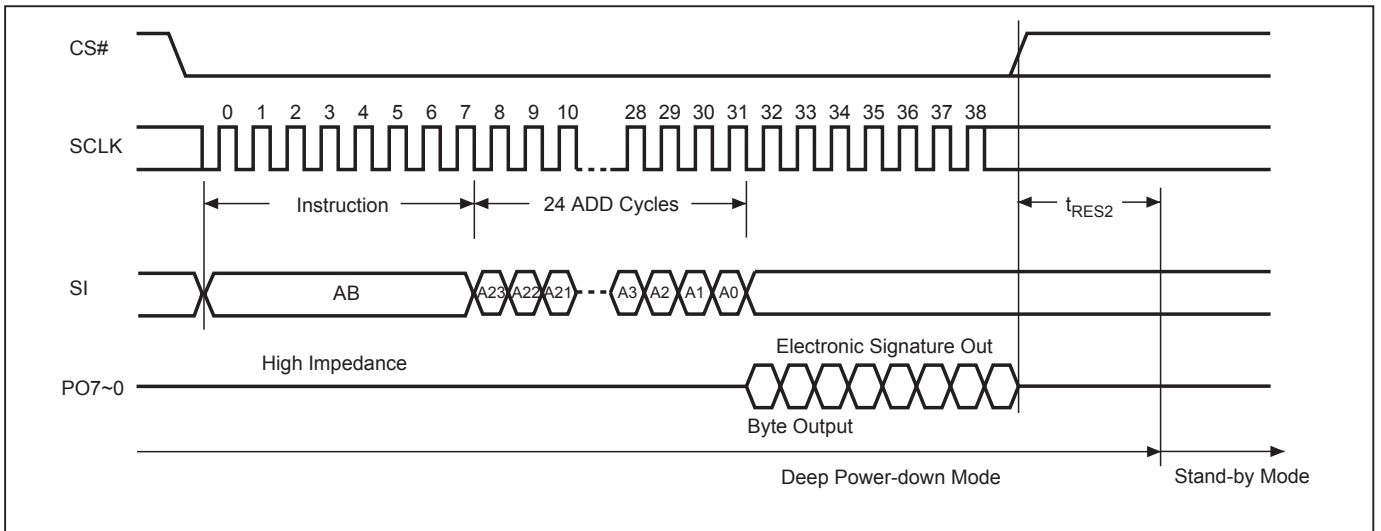 CS#
0 1 2 3 4 5 6 7 8 9 10 28 29 30 31 32 33 34 35 36 37 38
SCLK
Instruction 24 ADD Cycles tRES2
SI AB A23 A22 A21 A3 A2 A1 A0
High Impedance Electronic Signature Out
PO7~0
Byte Output
Deep Power-down Mode Stand-by Mode